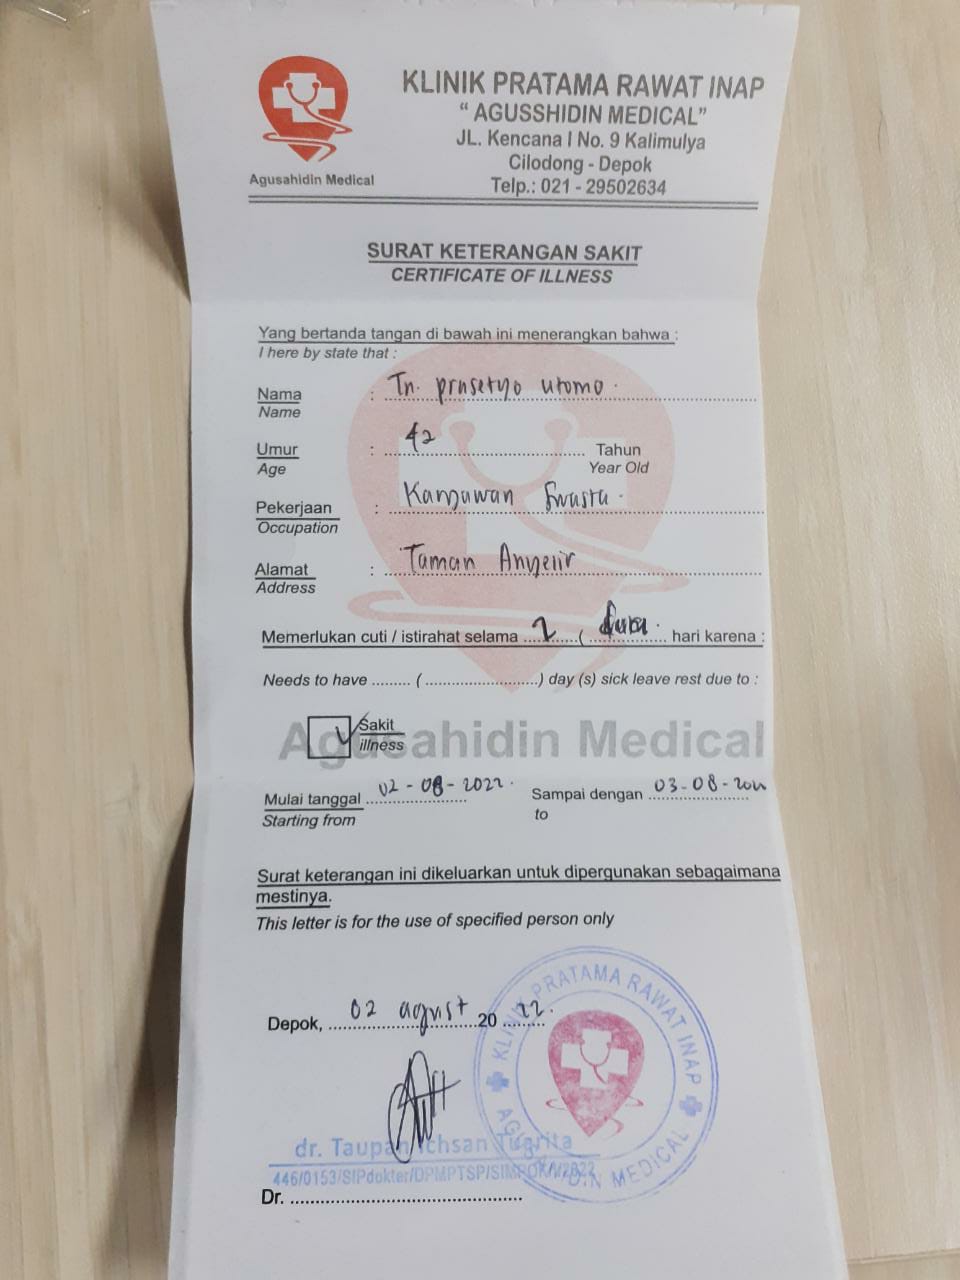 KLINIK PRATAMA RAWAT INAP
“ AGUSSHIDIN MEDICAL”
JL. Kencana I No. 9 Kalimulya
Cilodong - Depok
Telp.: 021 - 29502634
Agusahidin Medical
SURAT KETERANGAN SAKIT
CERTIFICATE OF ILLNESS
Yang bertanda tangan di bawah ini menerangkan bahwa :
I here by state that :
Nama : Tn. prasetyo utomo.
Name
Umur : 42 Tahun
Age Year Old
Pekerjaan : Karyawan Swasta.
Occupation
Alamat : Taman Anyelir
Address
Memerlukan cuti / istirahat selama 2 ( dua. hari karena :
Needs to have ........ ( ........................) day (s) sick leave rest due to :
Sakit
illness
Agusahidin Medical
Mulai tanggal 02-08-2022. Sampai dengan 03-08-2022
Starting from to
Surat keterangan ini dikeluarkan untuk dipergunakan sebagaimana
mestinya.
This letter is for the use of specified person only
Depok, 02 agust 2022.
KLINIK PRATAMA RAWAT INAP
AGUSAHIDIN MEDICAL
dr. Taupan Ichsan Tugrita
446/0153/SIPdokter/DPMPTSP/SIMPOK/V/2022
Dr. ............................................